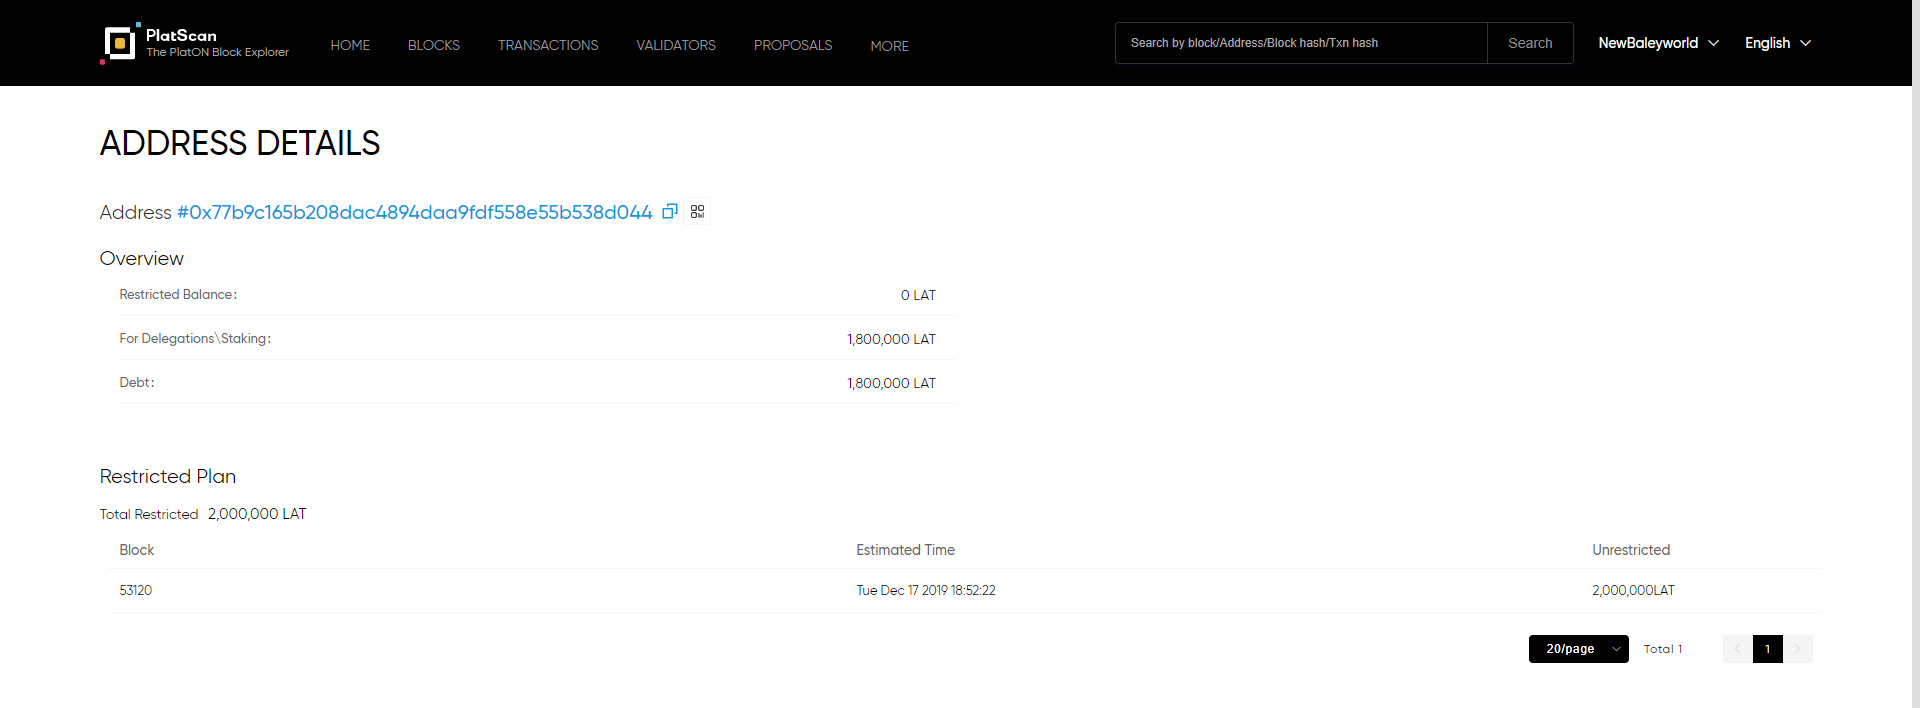 PlatScan
The PlatON Block Explorer
HOME BLOCKS TRANSACTIONS VALIDATORS PROPOSALS MORE
Search by block/Address/Block hash/Txn hash Search
NewBaleyworld English
ADDRESS DETAILS
Address #0x77b9c165b208dac4894daa9fdf558e55b538d044
Overview
Restricted Balance: 0 LAT
For Delegations\Staking: 1,800,000 LAT
Debt: 1,800,000 LAT
Restricted Plan
Total Restricted 2,000,000 LAT
Block Estimated Time Unrestricted
53120 Tue Dec 17 2019 18:52:22 2,000,000LAT
20/page Total 1 < 1 >